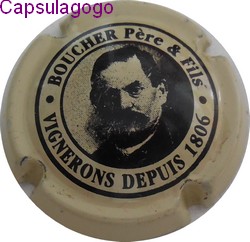 Capsulagogo
BOUCHER Père & Fils
VIGNERONS DEPUIS 1806